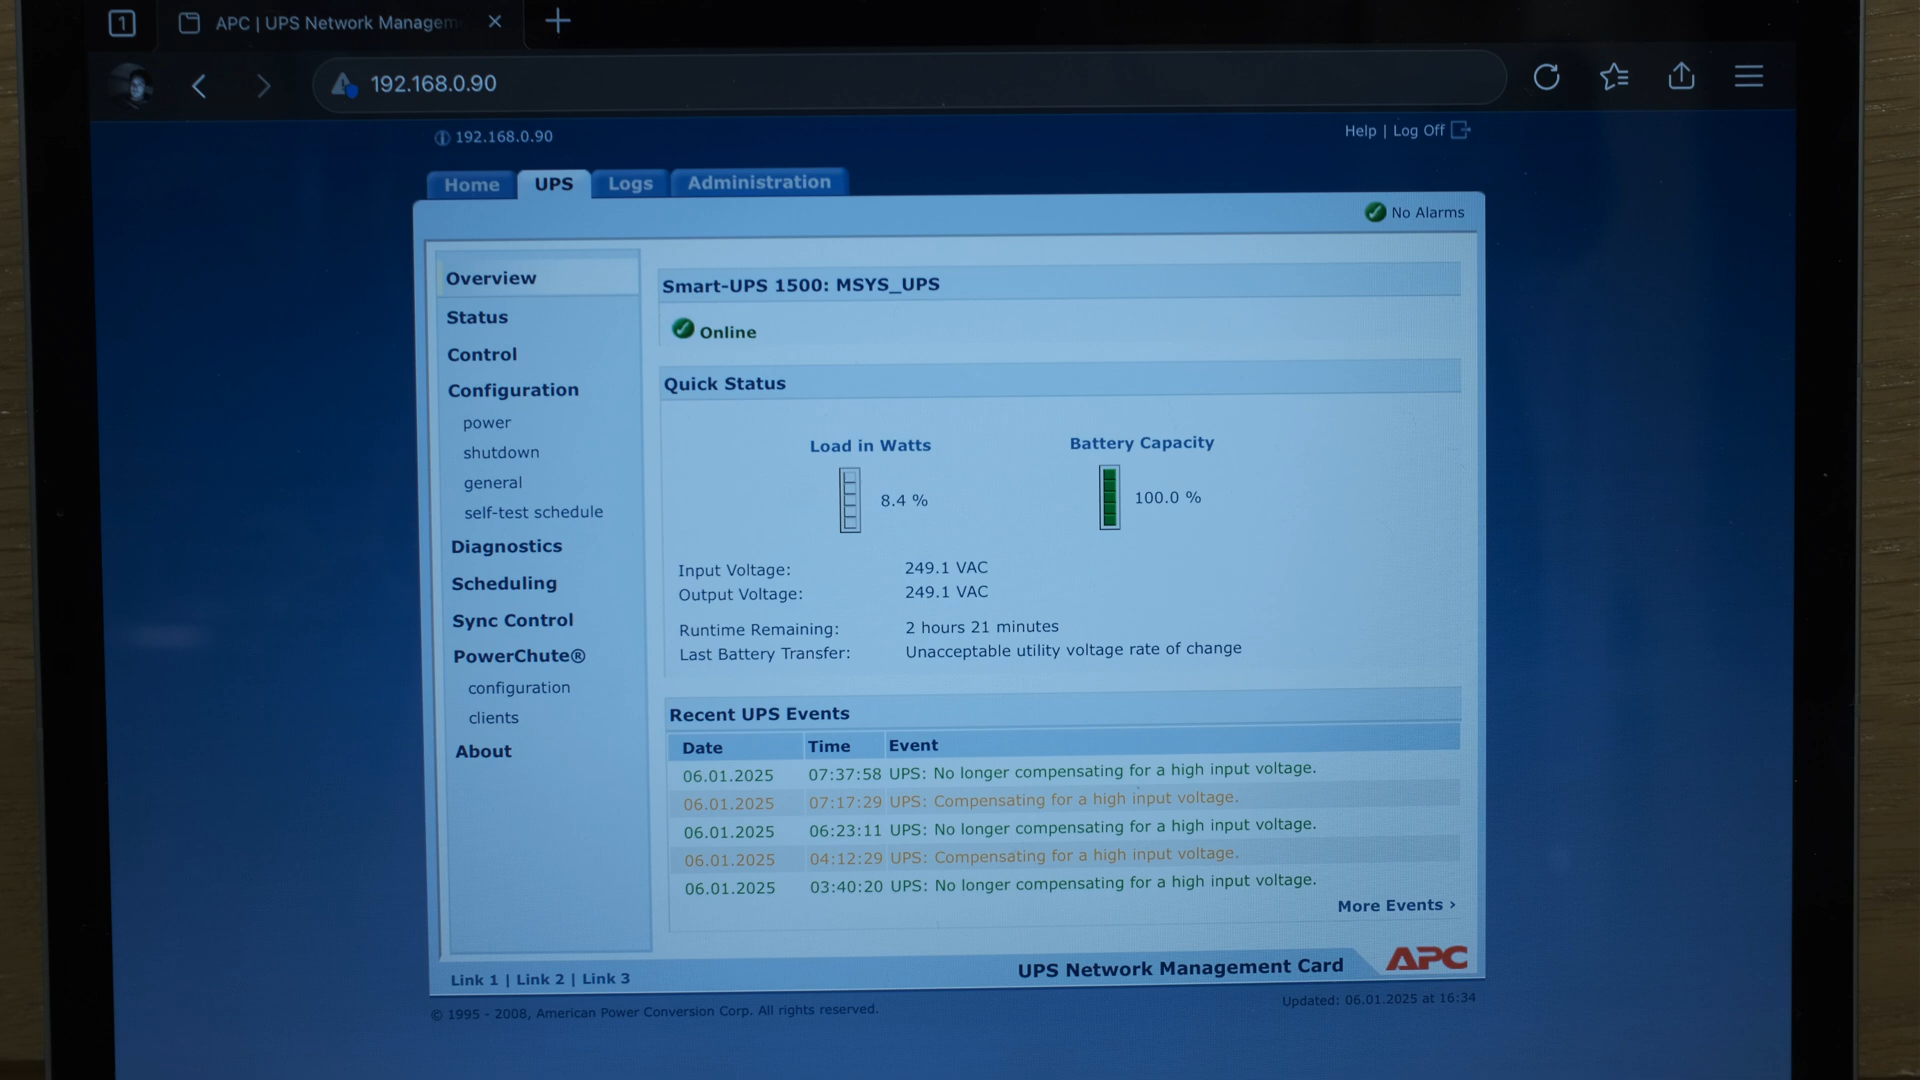 1
APC | UPS Network Managem
192.168.0.90
192.168.0.90
Help | Log Off
Home
UPS
Logs
Administration
No Alarms
Overview
Status
Control
Configuration
power
shutdown
general
self-test schedule
Diagnostics
Scheduling
Sync Control
PowerChute®
configuration
clients
About
Smart-UPS 1500: MSYS_UPS
Online
Quick Status
Load in Watts
8.4 %
Battery Capacity
100.0 %
Input Voltage: 249.1 VAC
Output Voltage: 249.1 VAC
Runtime Remaining: 2 hours 21 minutes
Last Battery Transfer: Unacceptable utility voltage rate of change
Recent UPS Events
Date Time Event
06.01.2025 07:37:58 UPS: No longer compensating for a high input voltage.
06.01.2025 07:17:29 UPS: Compensating for a high input voltage.
06.01.2025 06:23:11 UPS: No longer compensating for a high input voltage.
06.01.2025 04:12:29 UPS: Compensating for a high input voltage.
06.01.2025 03:40:20 UPS: No longer compensating for a high input voltage.
More Events ›
Link 1 | Link 2 | Link 3
UPS Network Management Card
APC
© 1995 - 2008, American Power Conversion Corp. All rights reserved.
Updated: 06.01.2025 at 16:34